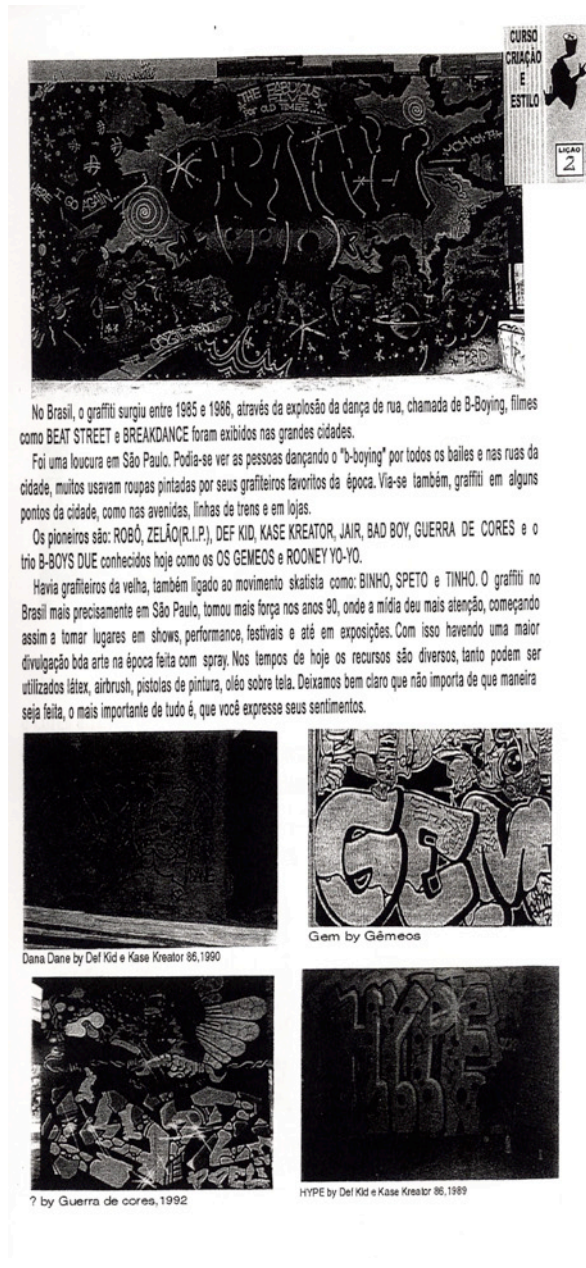 CURSO
CRIAÇÃO
E
ESTILO
LIÇÃO
2
THE FABULOUS
FOR OLD TIMES...
HERE I GO AGAIN
No Brasil, o graffiti surgiu entre 1985 e 1986, através da explosão da dança de rua, chamada de B-Boying, filmes
como BEAT STREET e BREAKDANCE foram exibidos nas grandes cidades.
Foi uma loucura em São Paulo. Podia-se ver as pessoas dançando o "b-boying" por todos os bailes e nas ruas da
cidade, muitos usavam roupas pintadas por seus grafiteiros favoritos da época. Via-se também, graffiti em alguns
pontos da cidade, como nas avenidas, linhas de trens e em lojas.
Os pioneiros são: ROBÔ, ZELÃO(R.I.P.), DEF KID, KASE KREATOR, JAIR, BAD BOY, GUERRA DE CORES e o
trio B-BOYS DUE conhecidos hoje como os OS GEMEOS e ROONEY YO-YO.
Havia grafiteiros da velha, também ligado ao movimento skatista como: BINHO, SPETO e TINHO. O graffiti no
Brasil mais precisamente em São Paulo, tomou mais força nos anos 90, onde a mídia deu mais atenção, começando
assim a tomar lugares em shows, performance, festivais e até em exposições. Com isso havendo uma maior
divulgação bda arte na época feita com spray. Nos tempos de hoje os recursos são diversos, tanto podem ser
utilizados látex, airbrush, pistolas de pintura, oléo sobre tela. Deixamos bem claro que não importa de que maneira
seja feita, o mais importante de tudo é, que você expresse seus sentimentos.
GEM
Gem by Gêmeos
Dana Dane by Def Kid e Kase Kreator 86,1990
HYPE
? by Guerra de cores,1992
HYPE by Def Kid e Kase Kreator 86,1989